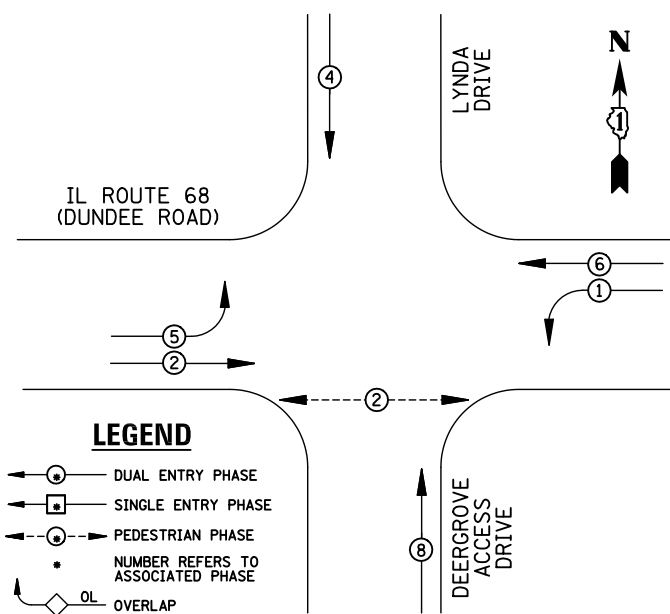 4
LYNDA
DRIVE
N
1
IL ROUTE 68
(DUNDEE ROAD)
6
1
5
2
2
LEGEND
* DUAL ENTRY PHASE
* SINGLE ENTRY PHASE
* PEDESTRIAN PHASE
* NUMBER REFERS TO
ASSOCIATED PHASE
OL OVERLAP
8
DEERGROVE
ACCESS
DRIVE